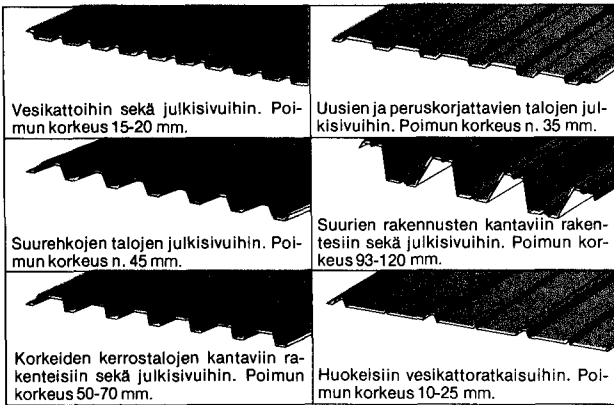 Vesikattoihin sekä julkisivuihin. Poi-
mun korkeus 15-20 mm.
Uusien ja peruskorjattavien talojen jul-
kisivuihin. Poimun korkeus n. 35 mm.
Suurehkojen talojen julkisivuihin. Poi-
mun korkeus n. 45 mm.
Suurien rakennusten kantaviin raken-
tesiin sekä julkisivuihin. Poimun kor-
keus 93-120 mm.
Korkeiden kerrostalojen kantaviin ra-
kenteisiin sekä julkisivuihin. Poimun
korkeus 50-70 mm.
Huokeisiin vesikattoratkaisuihin. Poi-
mun korkeus 10-25 mm.